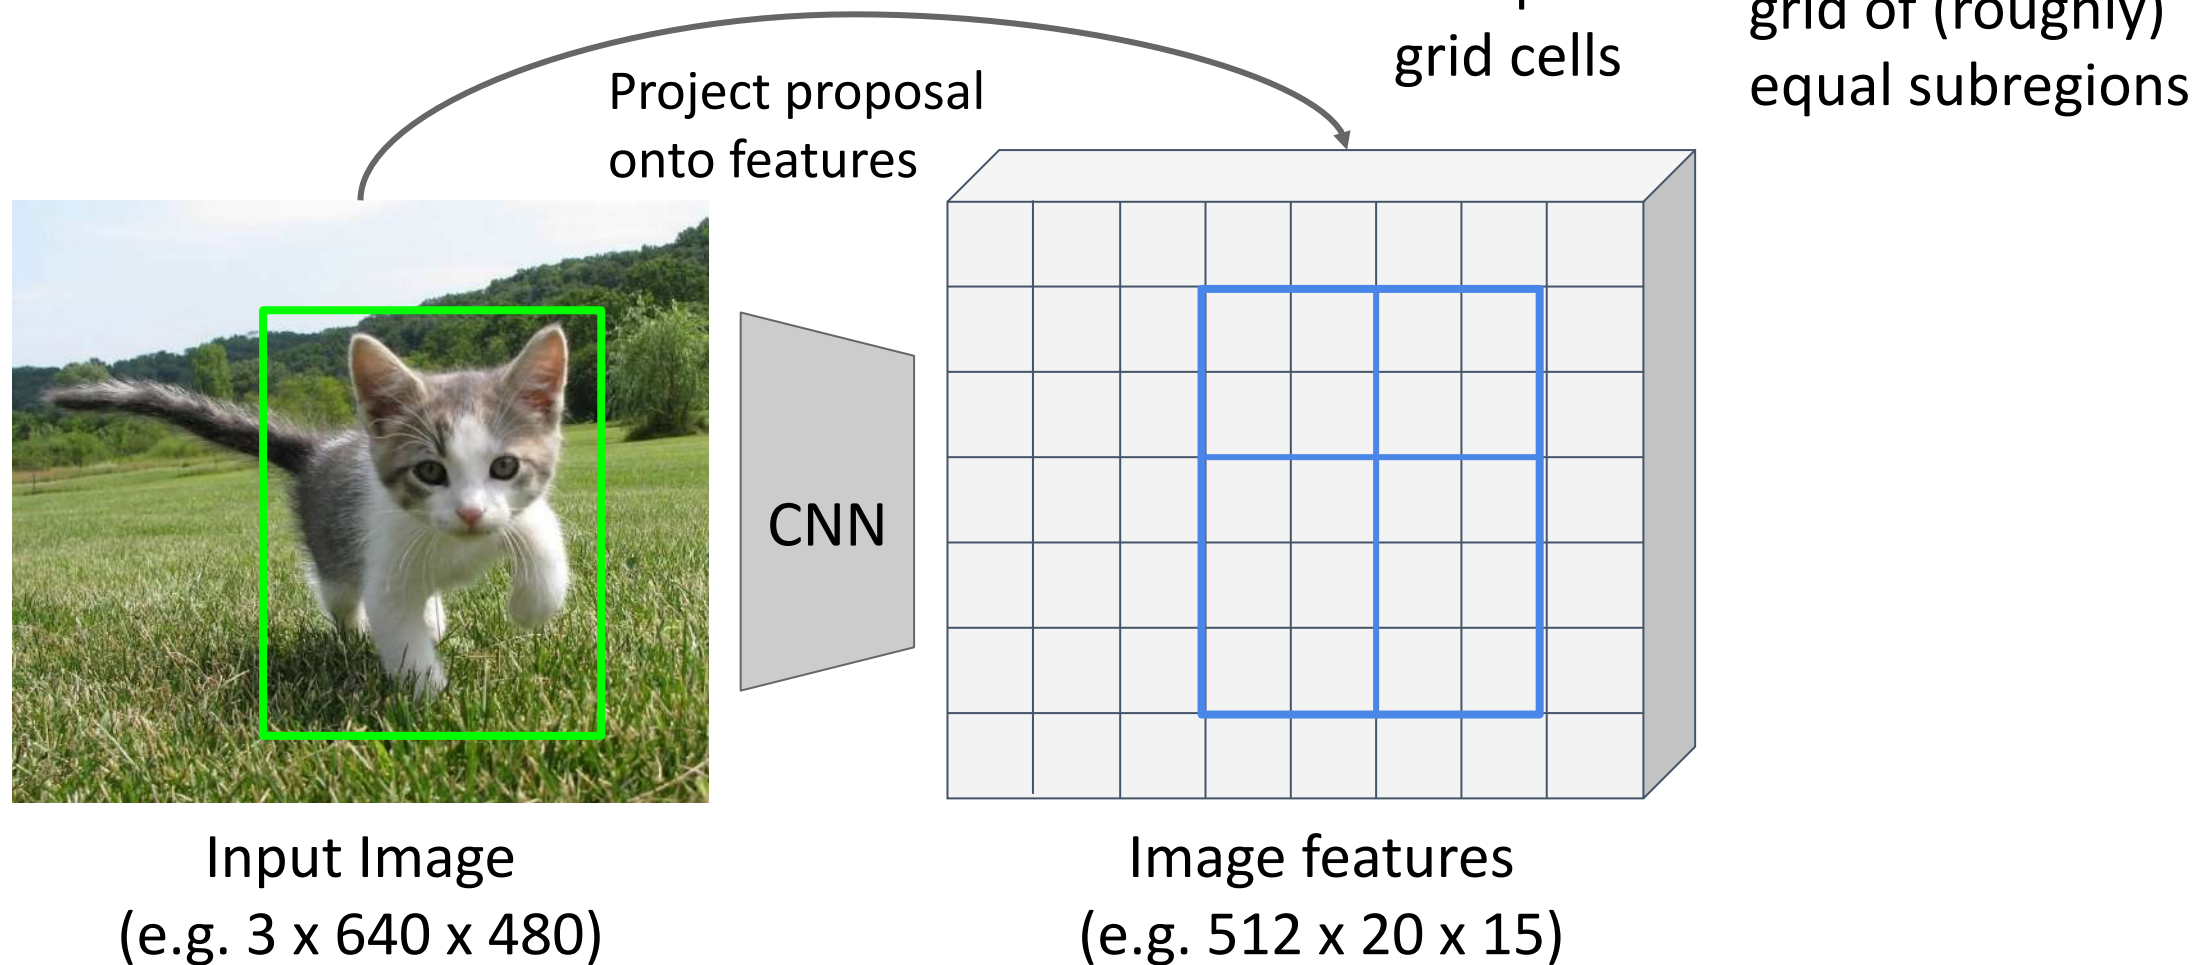 grid cells
grid of (roughly)
equal subregions
Project proposal
onto features
CNN
Input Image
(e.g. 3 x 640 x 480)
Image features
(e.g. 512 x 20 x 15)